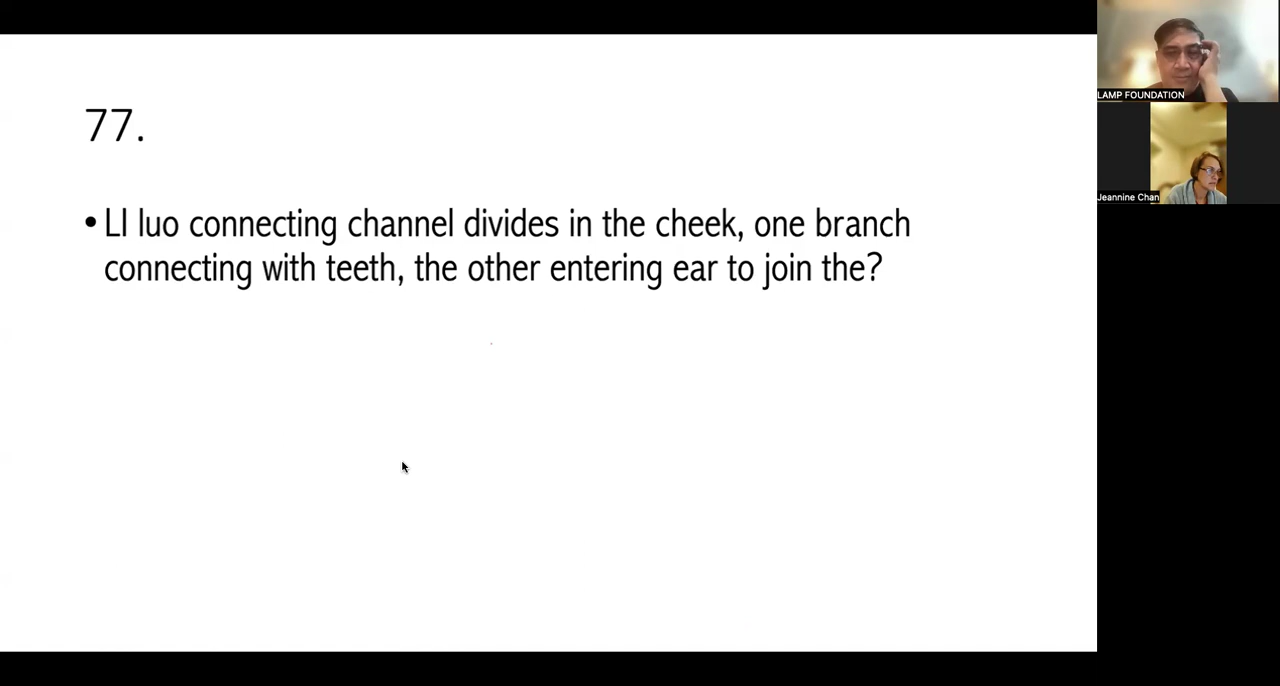 77.
• LI luo connecting channel divides in the cheek, one branch
connecting with teeth, the other entering ear to join the?
LAMP FOUNDATION
Jeannine Chan